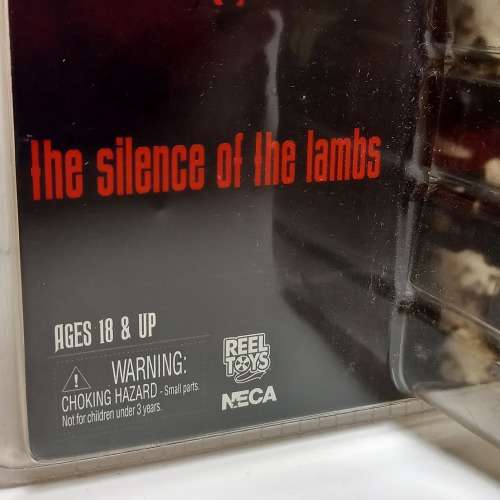 the silence of the lambs
AGES 18 & UP
WARNING:
CHOKING HAZARD - Small parts.
Not for children under 3 years.
REEL
TOYS
NECA